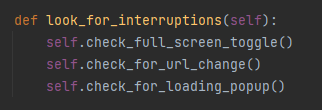 def look_for_interruptions(self):
    self.check_full_screen_toggle()
    self.check_for_url_change()
    self.check_for_loading_popup()